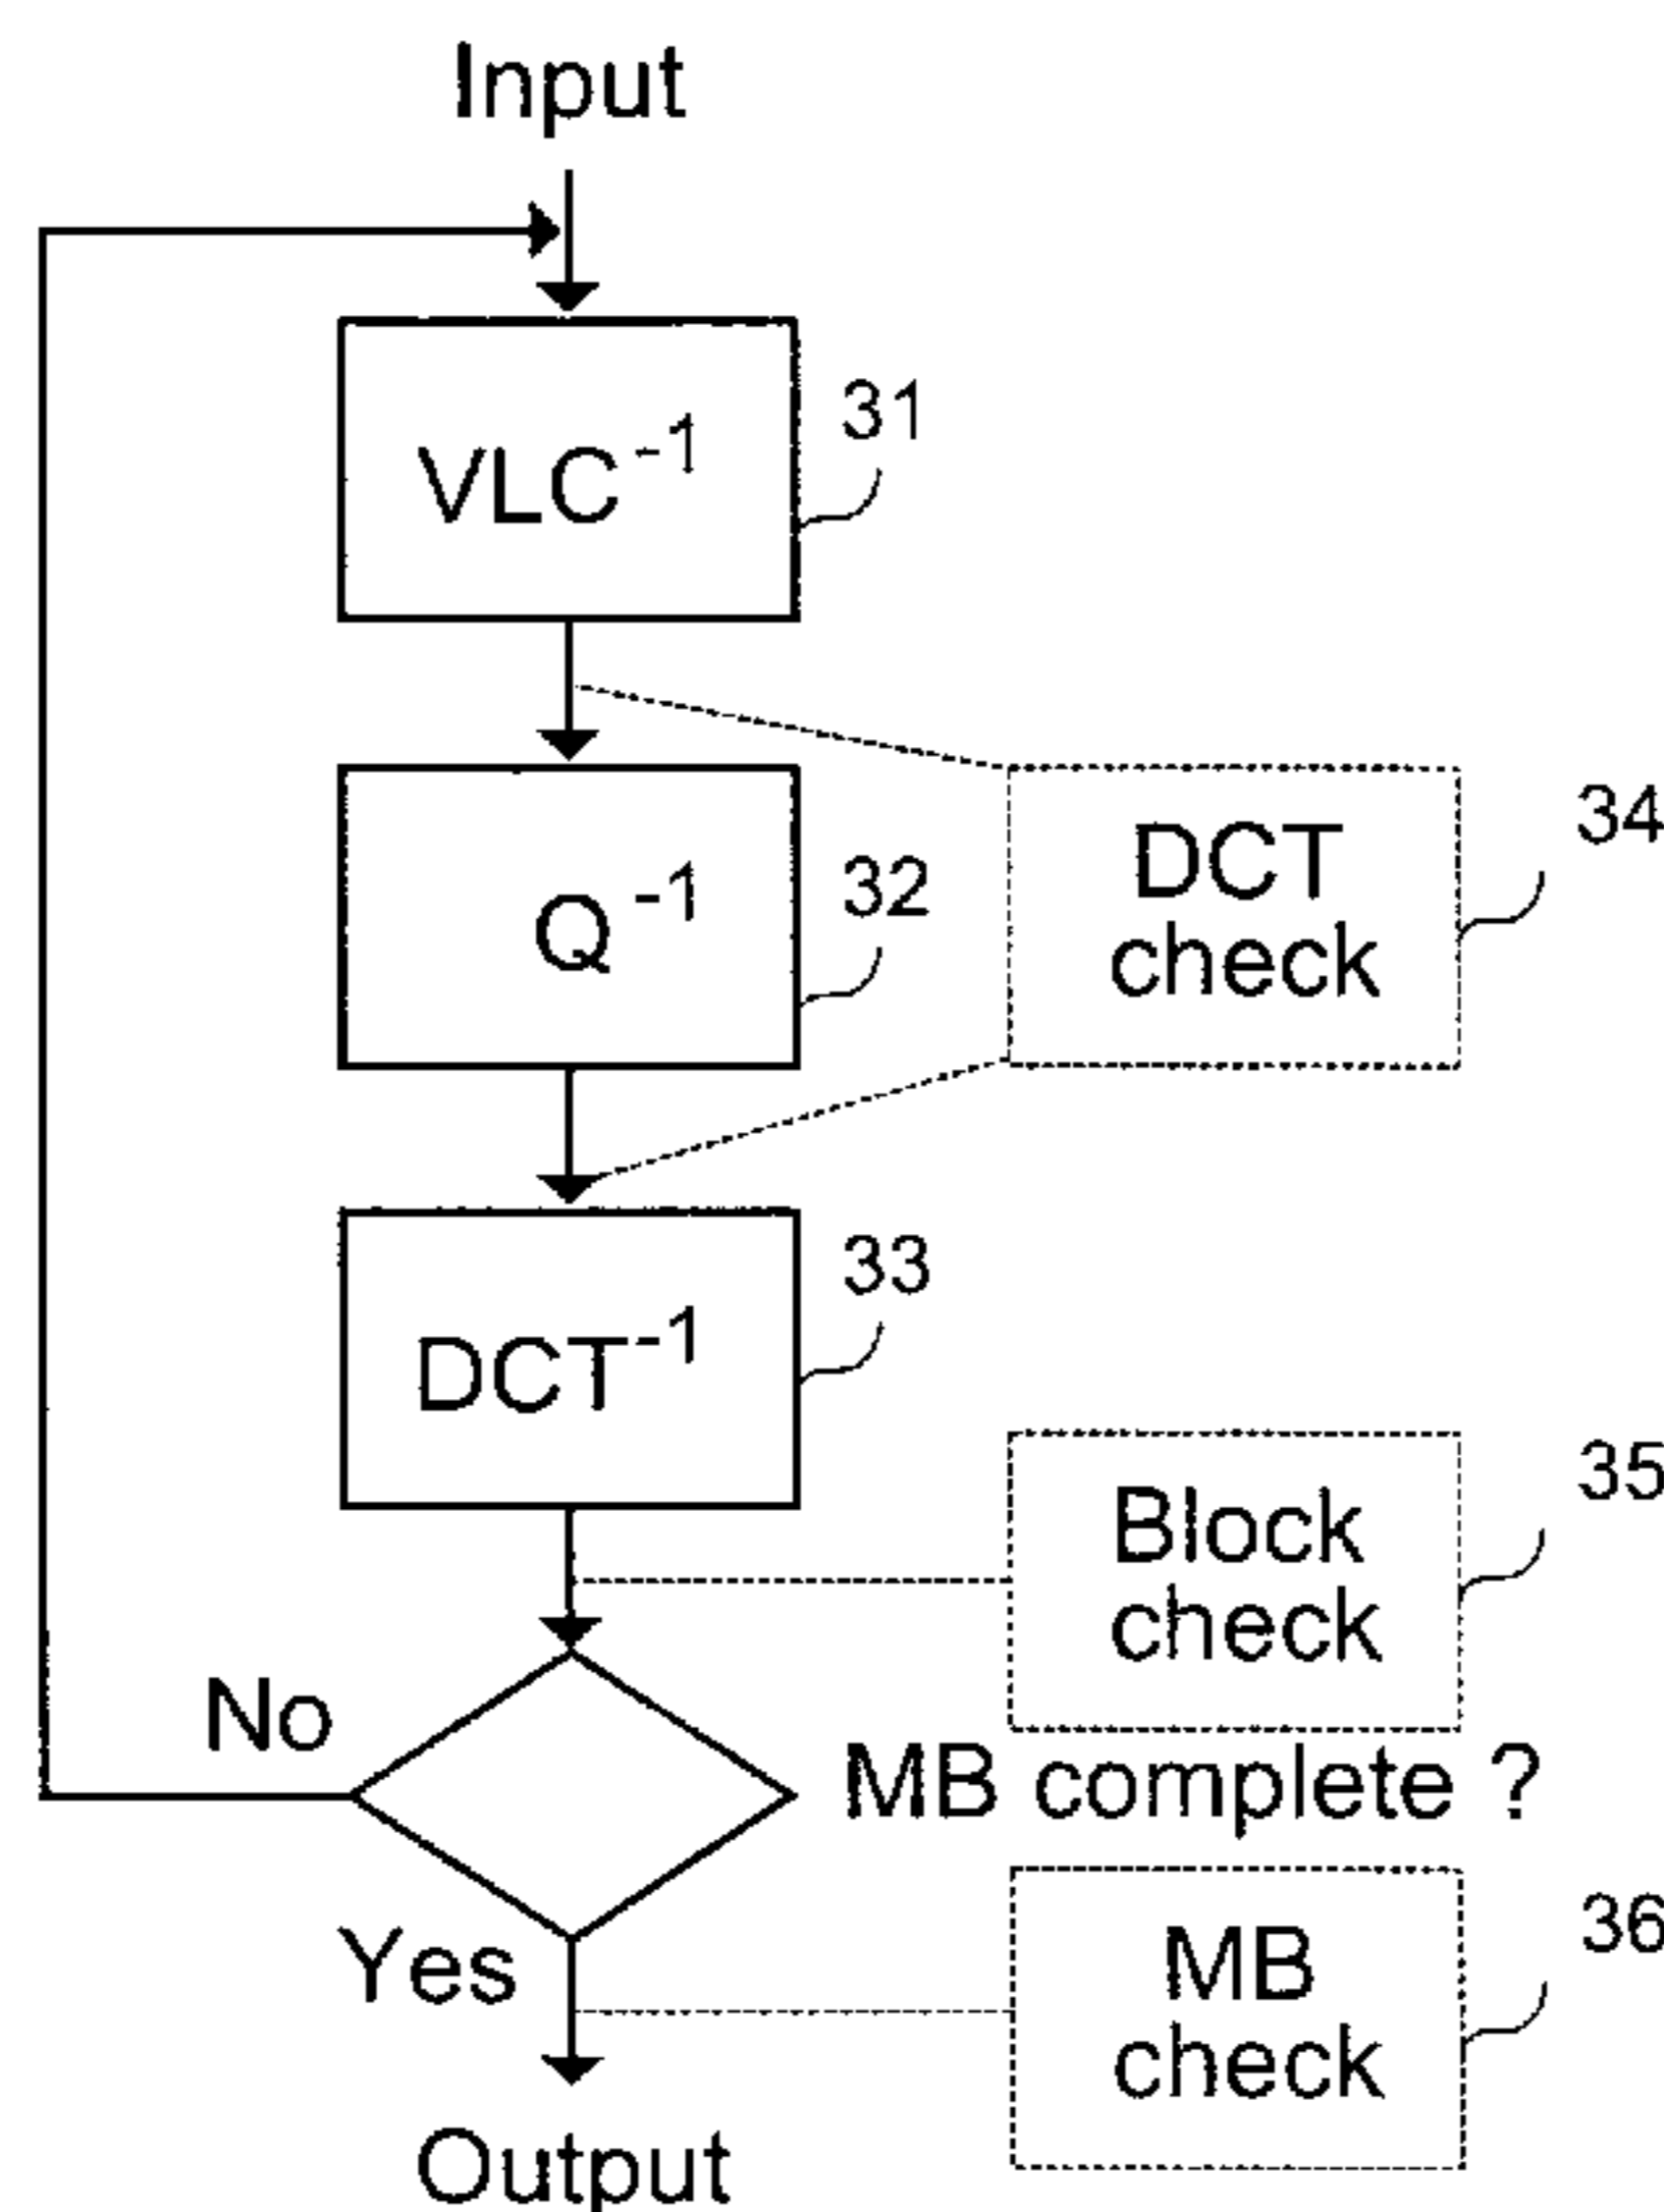 Input
VLC-1
31
Q-1
32
DCT
check
34
DCT-1
33
Block
check
35
No
MB complete ?
Yes
MB
check
36
Output